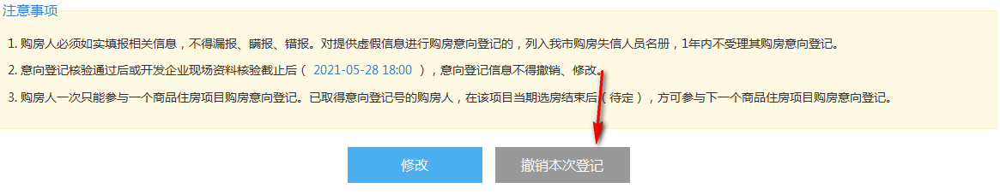 注意事项
1. 购房人必须如实填报相关信息，不得漏报、瞒报、错报。对提供虚假信息进行购房意向登记的，列入我市购房失信人员名册，1年内不受理其购房意向登记。
2. 意向登记核验通过后或开发企业现场资料核验截止后（ 2021-05-28 18:00 ），意向登记信息不得撤销、修改。
3. 购房人一次只能参与一个商品住房项目购房意向登记。已取得意向登记号的购房人，在该项目当期选房结束后（待定），方可参与下一个商品住房项目购房意向登记。
修改
撤销本次登记